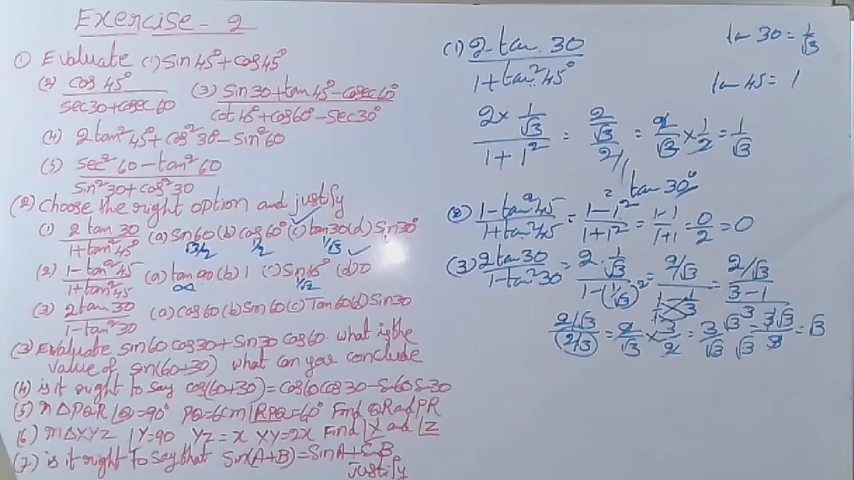 Exercise - 2
(1) Evaluate (1) Sin 45° + Cos 45°
(2) cos 45° / sec 30 + cosec 60 (3) Sin 30 + tan 45° - cosec 60° / cot 45° + cos 60° - sec 30°
(4) 2 tan² 45° + cos² 30° - Sin² 60
(5) sec² 60 - tan² 60 / Sin² 30 + cos² 30
(2) Choose the right option and justify
(1) 2 tan 30 / 1 + tan² 45° (a) Sin 60 (b) cos 60° (c) tan 30 (d) Sin 30°
√3/2 1/2 1/√3
(2) 1 - tan² 45 / 1 + tan² 45 (a) tan 90 (b) 1 (c) Sin 45° (d) 0
∞ 1/√2
(3) 2 tan 30 / 1 - tan² 30 (a) cos 60 (b) Sin 60 (c) Tan 60 (d) Sin 30
(3) Evaluate sin 60 cos 30 + Sin 30 cos 60. what is the
value of sin (60 + 30) what can you conclude
(4) is it right to say cos (60 + 30) = cos 60 cos 30 - S 60 S 30
(5) In △PQR ∠Q = 90° PQ = 6cm ∠RPQ = 60° Find QR and PR
(6) In △XYZ ∠Y = 90 YZ = x XY = 2x Find ∠X and ∠Z
(7) is it right to say that Sin (A + B) = Sin A + S B
justify
tan 30 = 1/√3
tan 45 = 1
(1) 2 tan 30 / 1 + tan² 45°
2 × 1/√3 / 1 + 1² = 2/√3 / 2 = 2/√3 × 1/2 = 1/√3
= tan 30°
(2) 1 - tan² 45 / 1 + tan² 45 = 1 - 1² / 1 + 1² = 1 - 1 / 1 + 1 = 0/2 = 0
(3) 2 tan 30 / 1 - tan² 30 = 2 · 1/√3 / 1 - (1/√3)² = 2/√3 / 1 - 1/3 = 2/√3 / 3 - 1 / 3
2/√3 / (2/3) = 2/√3 × 3/2 = 3/√3 √3/√3 = 3√3/3 = √3